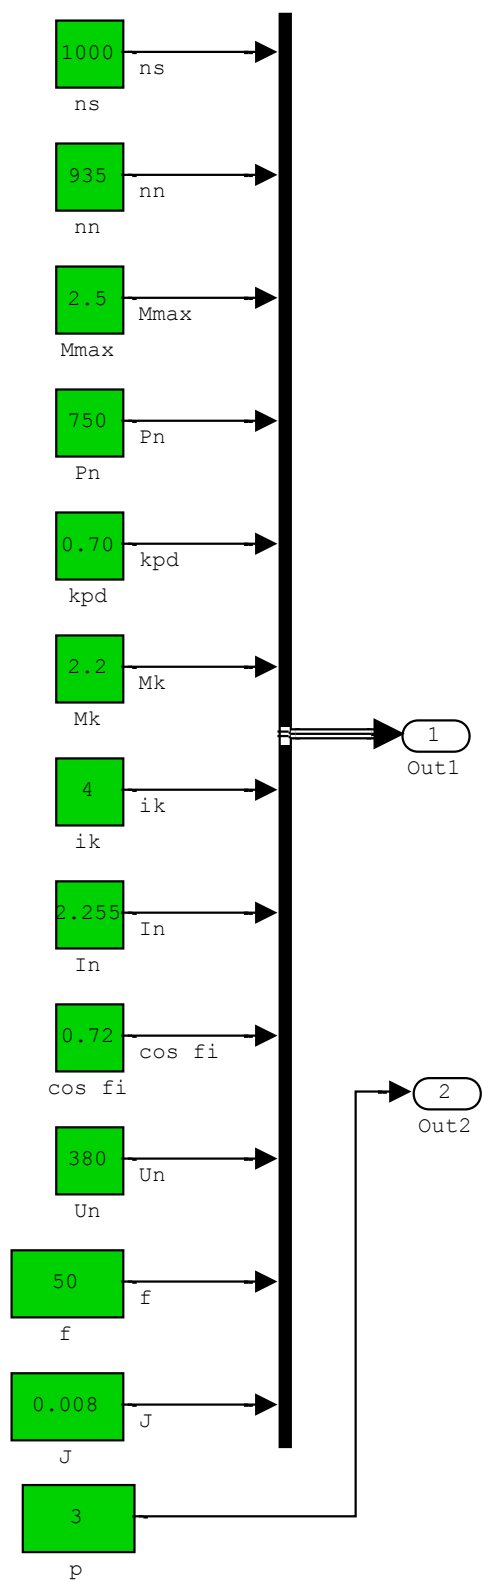 1000
ns
ns
935
nn
nn
2.5
Mmax
Mmax
750
Pn
Pn
0.70
kpd
kpd
2.2
Mk
Mk
1
Out1
4
ik
ik
2.255
In
In
0.72
cos fi
cos fi
2
Out2
380
Un
Un
50
f
f
0.008
J
J
3
p